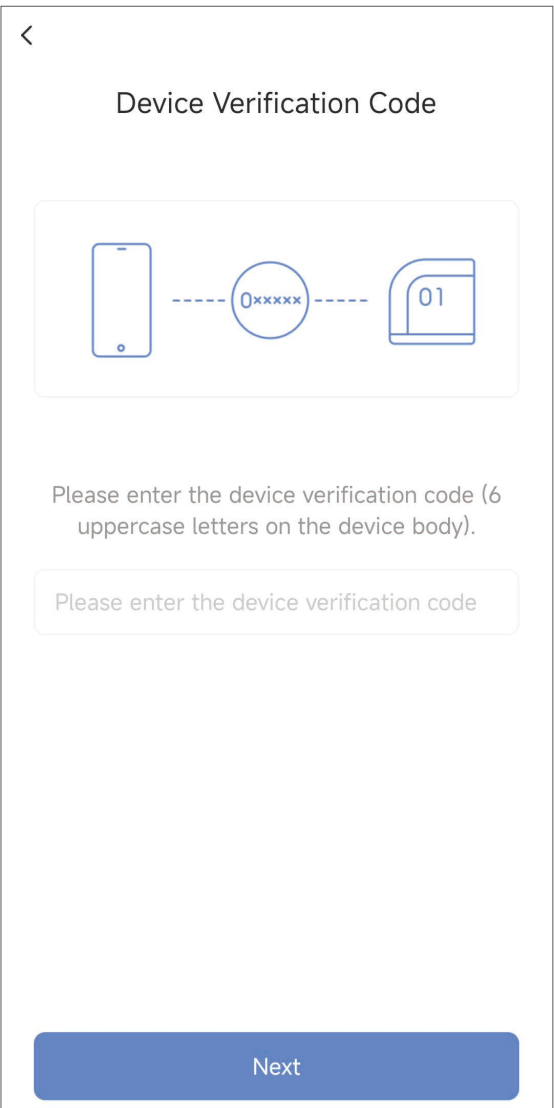 Device Verification Code
0×××××
01
Please enter the device verification code (6
uppercase letters on the device body).
Please enter the device verification code
Next